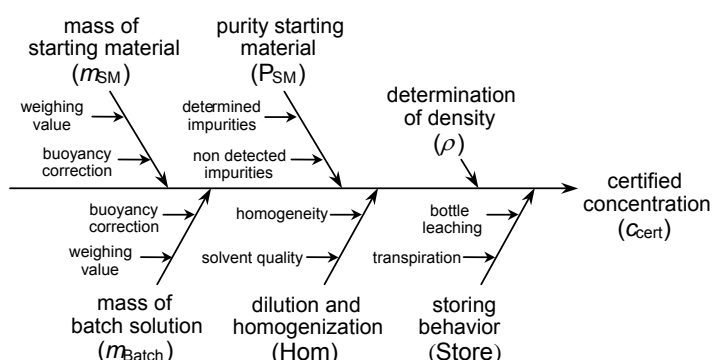 mass of
starting material
(mSM)
purity starting
material
(PSM)
determination
of density
(ρ)
weighing
value
buoyancy
correction
determined
impurities
non detected
impurities
certified
concentration
(ccert)
buoyancy
correction
weighing
value
homogeneity
solvent quality
bottle
leaching
transpiration
mass of
batch solution
(mBatch)
dilution and
homogenization
(Hom)
storing
behavior
(Store)